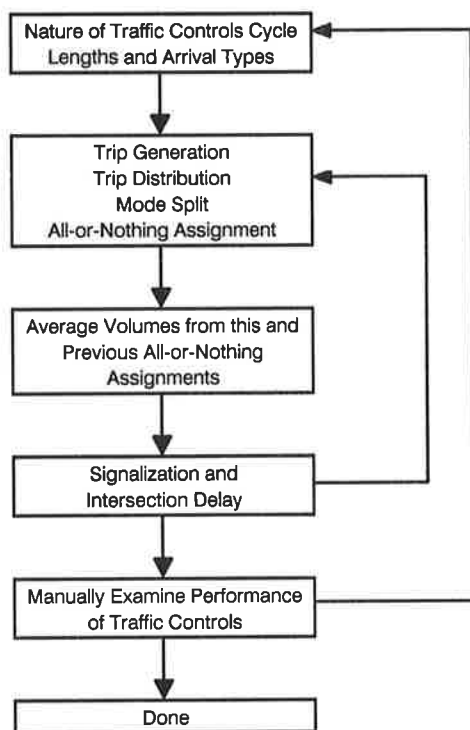 Nature of Traffic Controls Cycle
Lengths and Arrival Types
Trip Generation
Trip Distribution
Mode Split
All-or-Nothing Assignment
Average Volumes from this and
Previous All-or-Nothing
Assignments
Signalization and
Intersection Delay
Manually Examine Performance
of Traffic Controls
Done